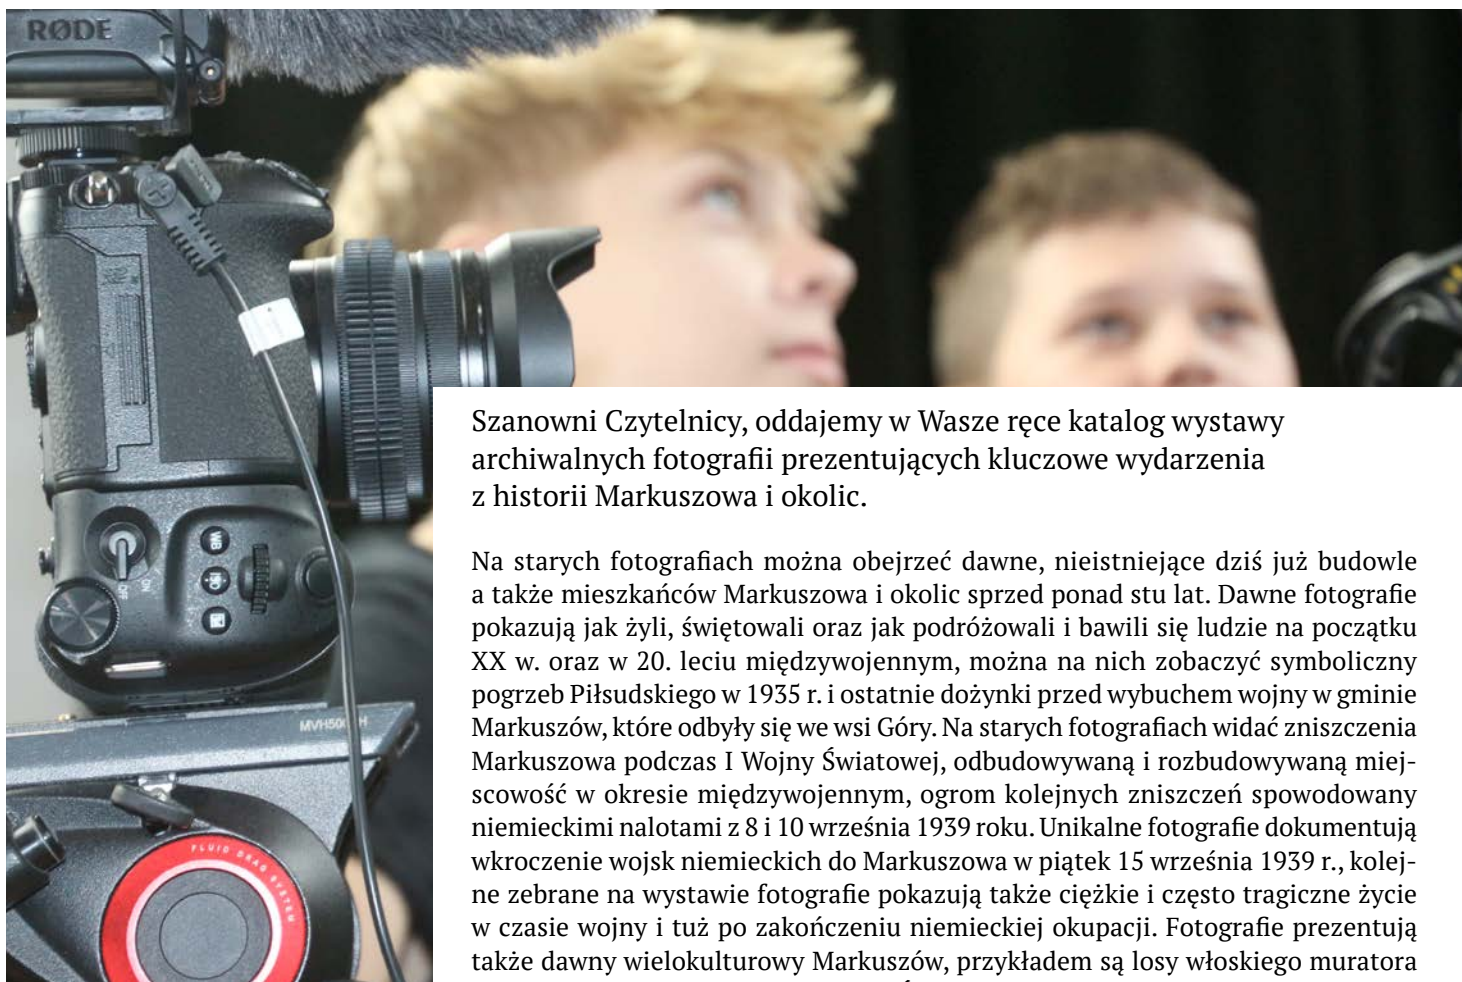 RØDE
Szanowni Czytelnicy, oddajemy w Wasze ręce katalog wystawy
archiwalnych fotografii prezentujących kluczowe wydarzenia
z historii Markuszowa i okolic.
Na starych fotografiach można obejrzeć dawne, nieistniejące dziś już budowle
a także mieszkańców Markuszowa i okolic sprzed ponad stu lat. Dawne fotografie
pokazują jak żyli, świętowali oraz jak podróżowali i bawili się ludzie na początku
XX w. oraz w 20. leciu międzywojennym, można na nich zobaczyć symboliczny
pogrzeb Piłsudskiego w 1935 r. i ostatnie dożynki przed wybuchem wojny w gminie
Markuszów, które odbyły się we wsi Góry. Na starych fotografiach widać zniszczenia
Markuszowa podczas I Wojny Światowej, odbudowywaną i rozbudowywaną miej-
scowość w okresie międzywojennym, ogrom kolejnych zniszczeń spowodowany
niemieckimi nalotami z 8 i 10 września 1939 roku. Unikalne fotografie dokumentują
wkroczenie wojsk niemieckich do Markuszowa w piątek 15 września 1939 r., kolej-
ne zebrane na wystawie fotografie pokazują także ciężkie i często tragiczne życie
w czasie wojny i tuż po zakończeniu niemieckiej okupacji. Fotografie prezentują
także dawny wielokulturowy Markuszów, przykładem są losy włoskiego muratora
WB
ISO
ON
OFF
FLUID DRAG SYSTEM